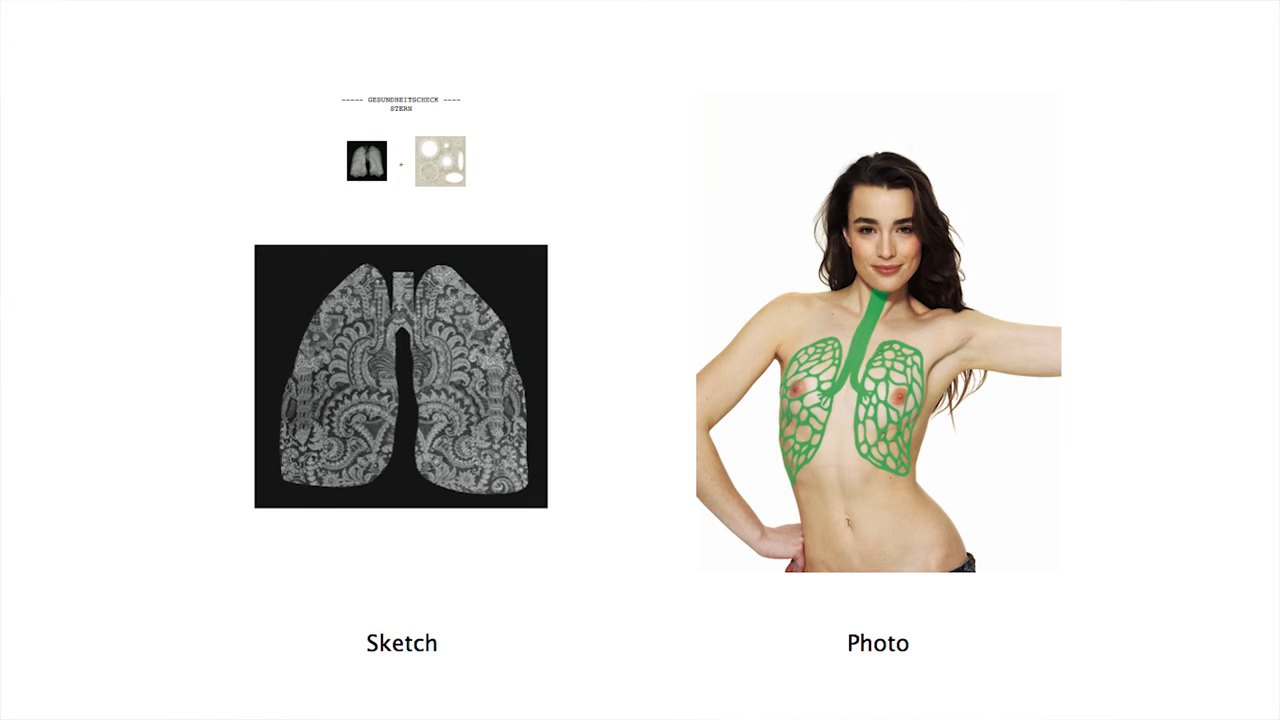 ----- GESUNDHEITSCHECK ----
STERN
+
Sketch
Photo